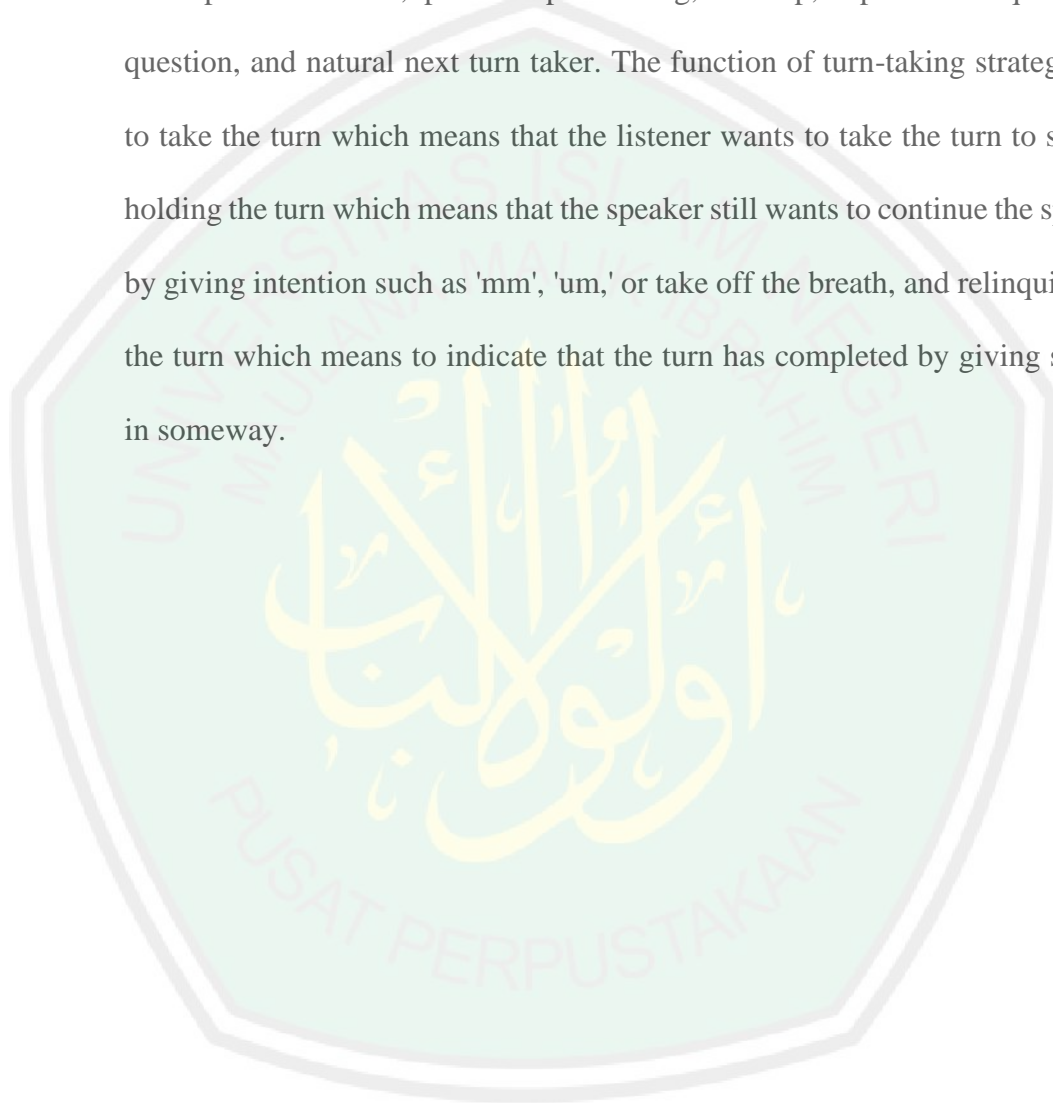 question, and natural next turn taker. The function of turn-taking
to take the turn which means that the listener wants to take the turn to
holding the turn which means that the speaker still wants to continue the
by giving intention such as 'mm', 'um,' or take off the breath, and
the turn which means to indicate that the turn has completed by giving
in someway.
UNIVERSITAS ISLAM NEGERI
MAULANA MALIK IBRAHIM
PUSAT PERPUSTAKAAN